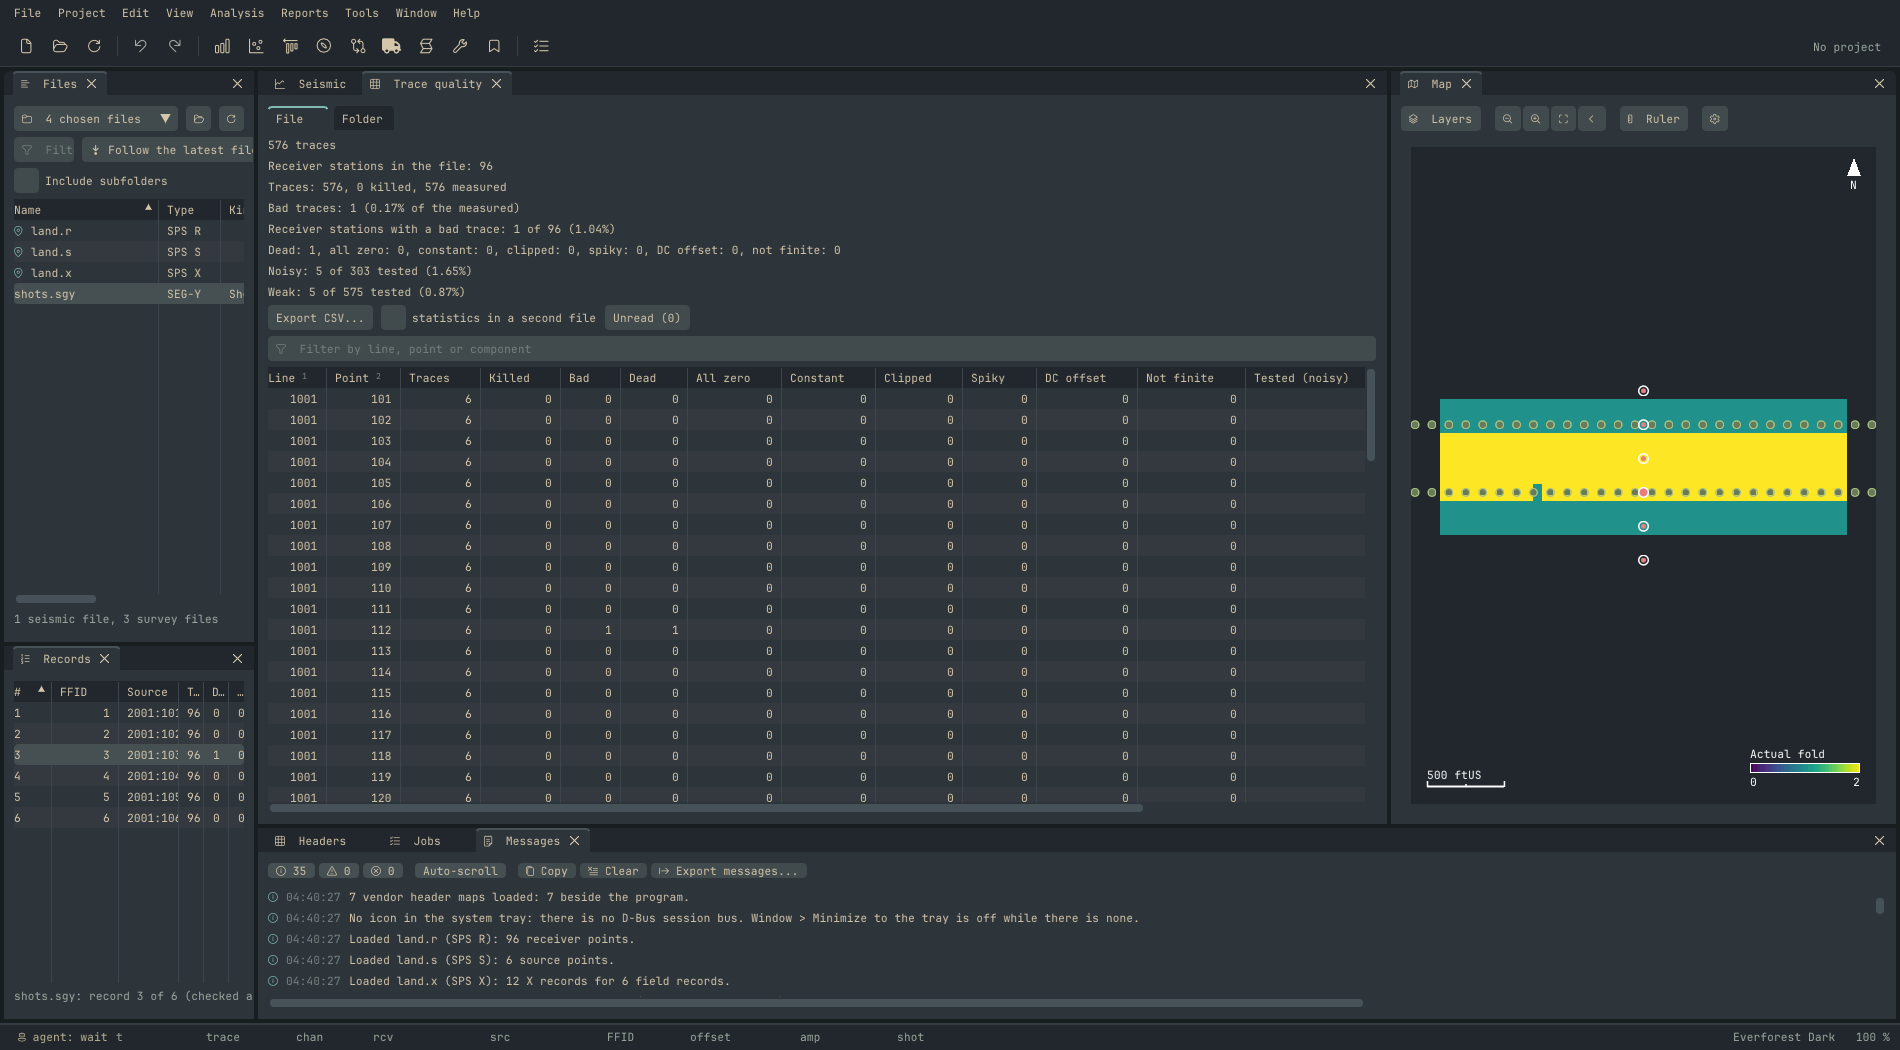 File Project Edit View Analysis Reports Tools Window Help
No project
Files
4 chosen files
Filt
Follow the latest fil
Include subfolders
Name Type Ki
land.r SPS R
land.s SPS S
land.x SPS X
shots.sgy SEG-Y Sh
1 seismic file, 3 survey files
Records
# FFID Source T… D… …
1 1 2001:101 96 0 0
2 2 2001:102 96 0 0
3 3 2001:103 96 1 0
4 4 2001:104 96 0 0
5 5 2001:105 96 0 0
6 6 2001:106 96 0 0
shots.sgy: record 3 of 6 (checked a
Seismic Trace quality
File Folder
576 traces
Receiver stations in the file: 96
Traces: 576, 0 killed, 576 measured
Bad traces: 1 (0.17% of the measured)
Receiver stations with a bad trace: 1 of 96 (1.04%)
Dead: 1, all zero: 0, constant: 0, clipped: 0, spiky: 0, DC offset: 0, not finite: 0
Noisy: 5 of 303 tested (1.65%)
Weak: 5 of 575 tested (0.87%)
Export CSV... statistics in a second file Unread (0)
Filter by line, point or component
Line 1 Point 2 Traces Killed Bad Dead All zero Constant Clipped Spiky DC offset Not finite Tested (noisy)
1001 101 6 0 0 0 0 0 0 0 0 0
1001 102 6 0 0 0 0 0 0 0 0 0
1001 103 6 0 0 0 0 0 0 0 0 0
1001 104 6 0 0 0 0 0 0 0 0 0
1001 105 6 0 0 0 0 0 0 0 0 0
1001 106 6 0 0 0 0 0 0 0 0 0
1001 107 6 0 0 0 0 0 0 0 0 0
1001 108 6 0 0 0 0 0 0 0 0 0
1001 109 6 0 0 0 0 0 0 0 0 0
1001 110 6 0 0 0 0 0 0 0 0 0
1001 111 6 0 0 0 0 0 0 0 0 0
1001 112 6 0 1 1 0 0 0 0 0 0
1001 113 6 0 0 0 0 0 0 0 0 0
1001 114 6 0 0 0 0 0 0 0 0 0
1001 115 6 0 0 0 0 0 0 0 0 0
1001 116 6 0 0 0 0 0 0 0 0 0
1001 117 6 0 0 0 0 0 0 0 0 0
1001 118 6 0 0 0 0 0 0 0 0 0
1001 119 6 0 0 0 0 0 0 0 0 0
1001 120 6 0 0 0 0 0 0 0 0 0
Map
Layers Ruler
N
Actual fold
0 2
500 ftUS
Headers Jobs Messages
35 0 0 Auto-scroll Copy Clear Export messages...
04:40:27 7 vendor header maps loaded: 7 beside the program.
04:40:27 No icon in the system tray: there is no D-Bus session bus. Window > Minimize to the tray is off while there is none.
04:40:27 Loaded land.r (SPS R): 96 receiver points.
04:40:27 Loaded land.s (SPS S): 6 source points.
04:40:27 Loaded land.x (SPS X): 12 X records for 6 field records.
agent: wait t trace chan rcv src FFID offset amp shot Everforest Dark 100 %